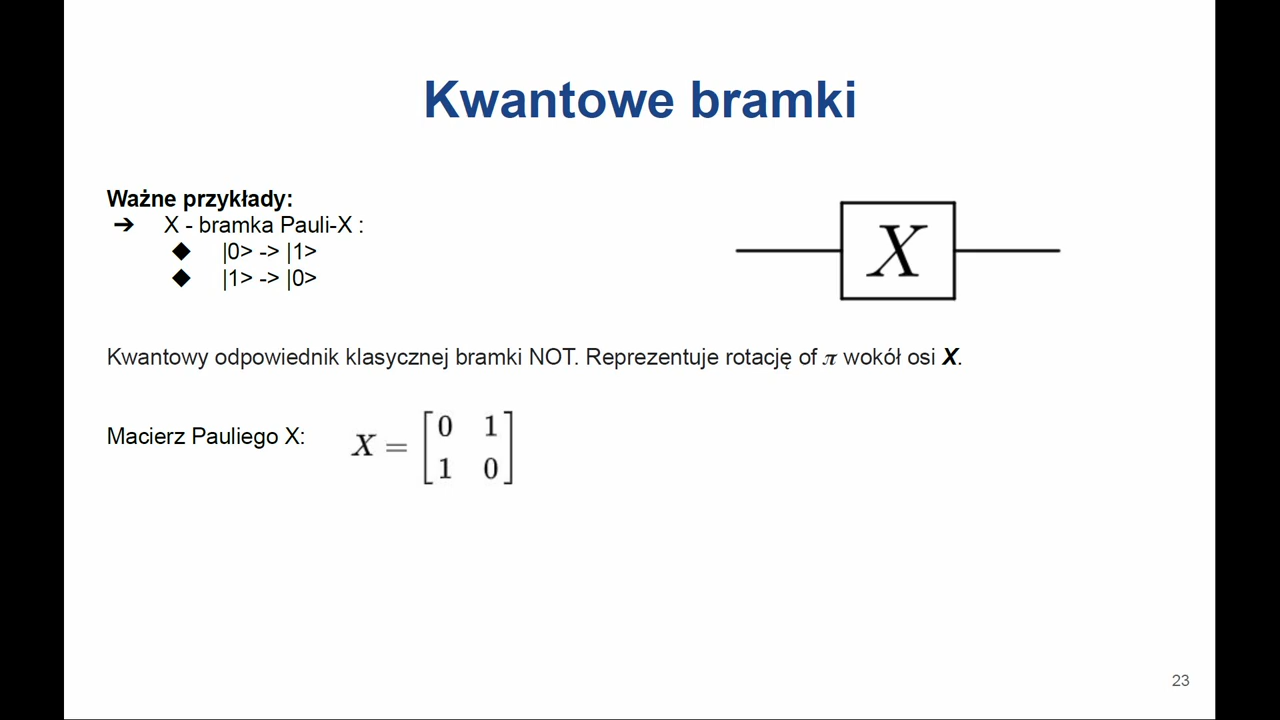 Kwantowe bramki
Ważne przykłady:
➔ X - bramka Pauli-X :
◆ |0> -> |1>
◆ |1> -> |0>
X
Kwantowy odpowiednik klasycznej bramki NOT. Reprezentuje rotację of π wokół osi X.
Macierz Pauliego X:
X = [0 1
1 0]
23